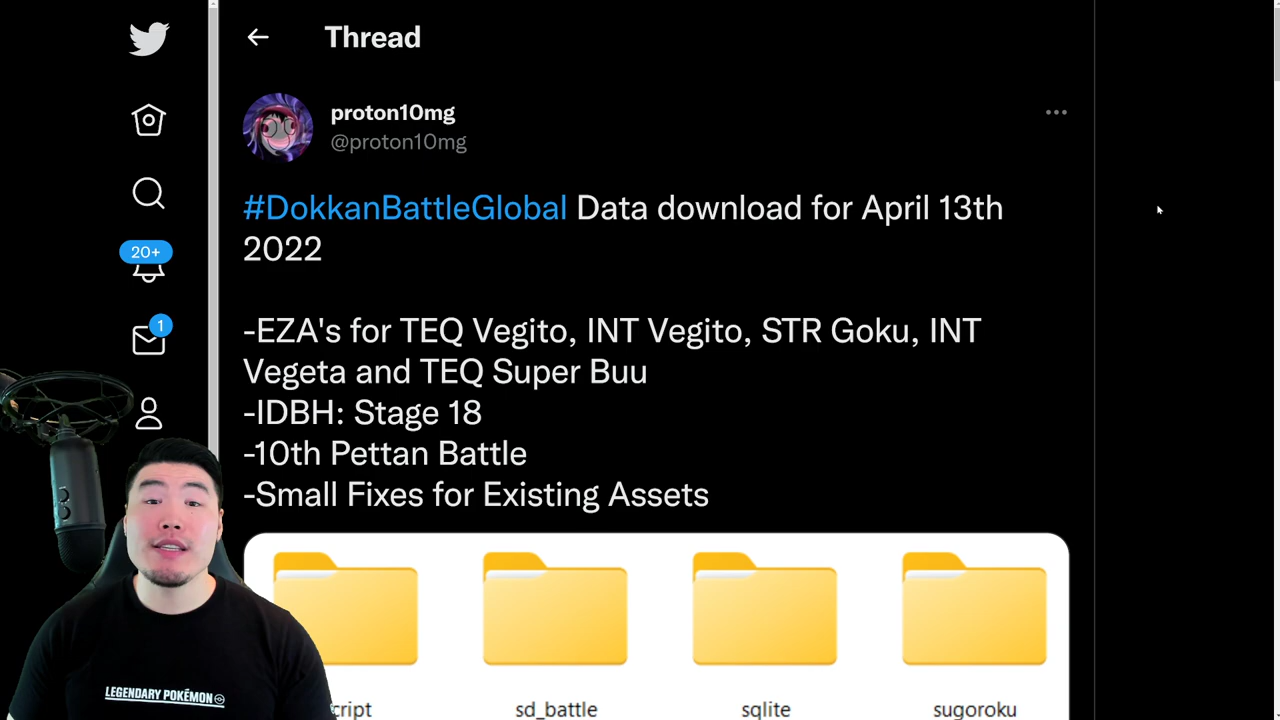 Thread
proton10mg
@proton10mg
#DokkanBattleGlobal Data download for April 13th
2022
20+
-EZA's for TEQ Vegito, INT Vegito, STR Goku, INT
1
Vegeta and TEQ Super Buu
-IDBH: Stage 18
-10th Pettan Battle
-Small Fixes for Existing Assets
LEGENDARY POKÉMON
cript
sd_battle
sqlite
sugoroku